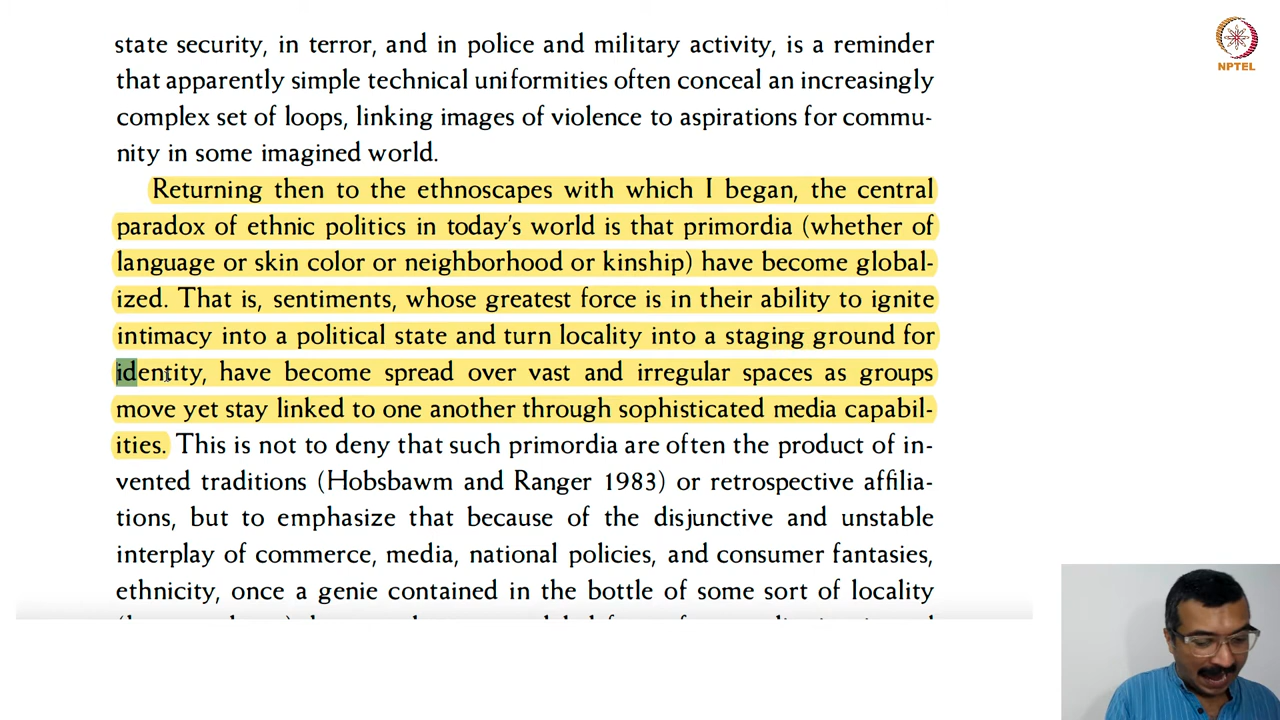 state security, in terror, and in police and military activity, is a reminder
that apparently simple technical uniformities often conceal an increasingly
complex set of loops, linking images of violence to aspirations for commu-
nity in some imagined world.
Returning then to the ethnoscapes with which I began, the central
paradox of ethnic politics in today's world is that primordia (whether of
language or skin color or neighborhood or kinship) have become global-
ized. That is, sentiments, whose greatest force is in their ability to ignite
intimacy into a political state and turn locality into a staging ground for
identity, have become spread over vast and irregular spaces as groups
move yet stay linked to one another through sophisticated media capabil-
ities. This is not to deny that such primordia are often the product of in-
vented traditions (Hobsbawm and Ranger 1983) or retrospective affilia-
tions, but to emphasize that because of the disjunctive and unstable
interplay of commerce, media, national policies, and consumer fantasies,
ethnicity, once a genie contained in the bottle of some sort of locality
NPTEL